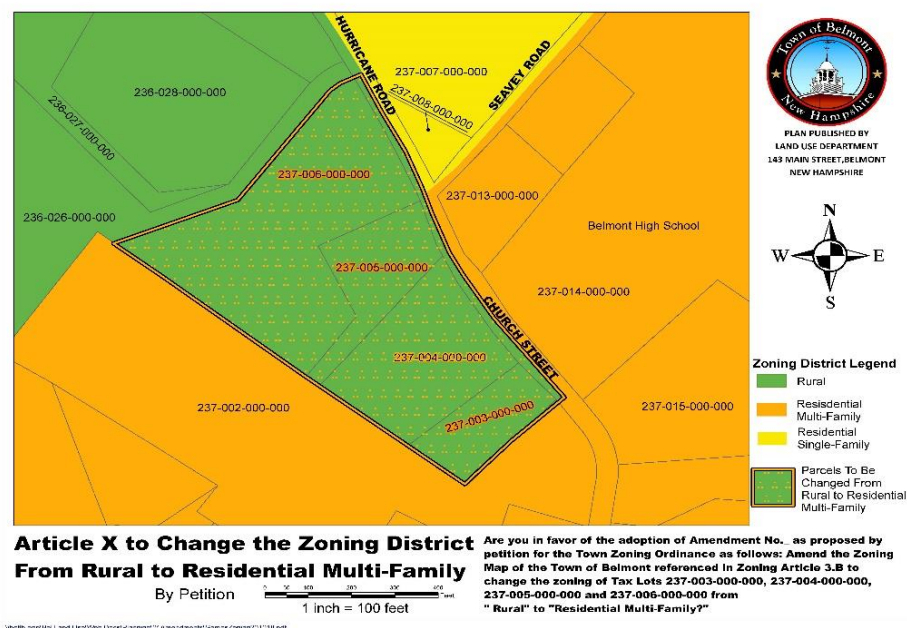 HURRICANE ROAD
237-007-000-000
SEAVEY ROAD
237-008-000-000
236-028-000-000
236-027-000-000
237-006-000-000
237-013-000-000
236-026-000-000
Belmont High School
237-005-000-000
237-014-000-000
CHURCH STREET
237-004-000-000
237-002-000-000
237-003-000-000
237-015-000-000
Town of Belmont
New Hampshire
PLAN PUBLISHED BY
LAND USE DEPARTMENT
143 MAIN STREET,BELMONT
NEW HAMPSHIRE
N
W E
S
Zoning District Legend
Rural
Resisdential
Multi-Family
Residential
Single-Family
Parcels To Be
Changed From
Rural to Residential
Multi-Family
Article X to Change the Zoning District
From Rural to Residential Multi-Family
By Petition
1 inch = 100 feet
Are you in favor of the adoption of Amendment No._ as proposed by
petition for the Town Zoning Ordinance as follows: Amend the Zoning
Map of the Town of Belmont referenced in Zoning Article 3.B to
change the zoning of Tax Lots 237-003-000-000, 237-004-000-000,
237-005-000-000 and 237-006-000-000 from
" Rural" to "Residential Multi-Family?"